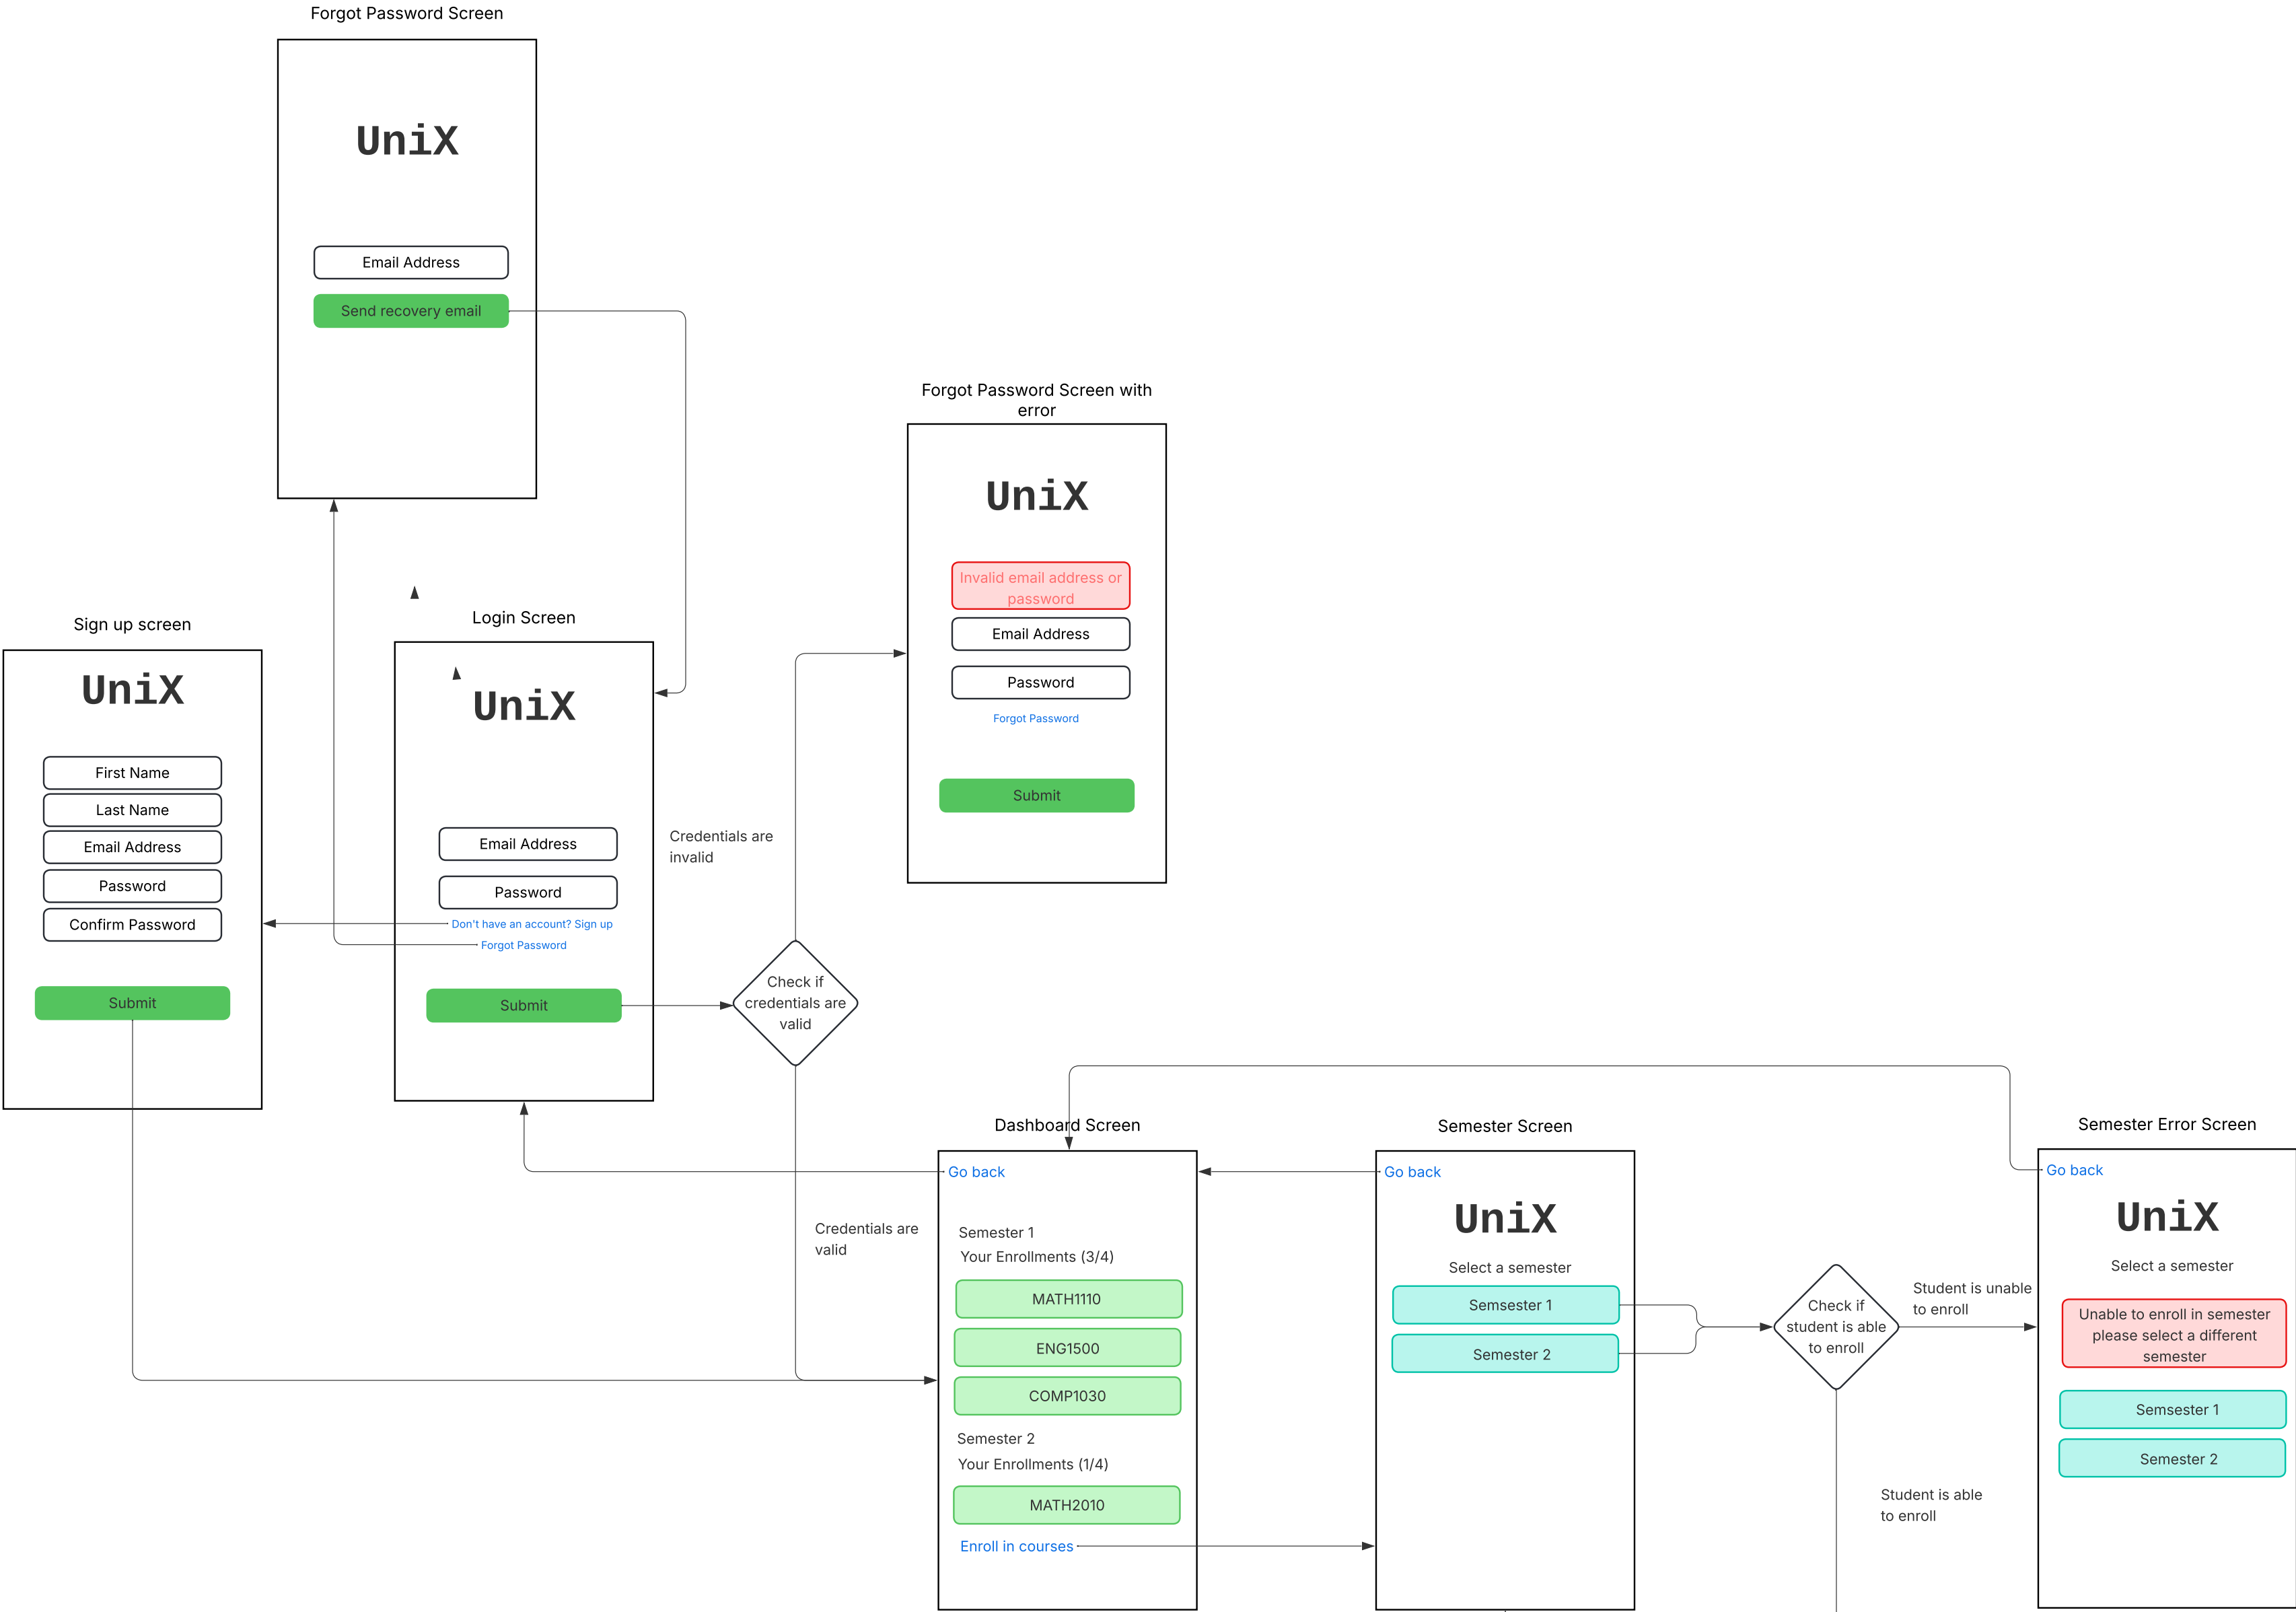 Forgot Password Screen
UniX
Email Address
Send recovery email
Forgot Password Screen with
error
UniX
Invalid email address or
password
Email Address
Password
Forgot Password
Submit
Sign up screen
UniX
First Name
Last Name
Email Address
Password
Confirm Password
Submit
Login Screen
UniX
Email Address
Password
Don't have an account? Sign up
Forgot Password
Submit
Credentials are
invalid
Check if
credentials are
valid
Credentials are
valid
Dashboard Screen
Go back
Semester 1
Your Enrollments (3/4)
MATH1110
ENG1500
COMP1030
Semester 2
Your Enrollments (1/4)
MATH2010
Enroll in courses
Semester Screen
Go back
UniX
Select a semester
Semsester 1
Semester 2
Check if
student is able
to enroll
Student is unable
to enroll
Student is able
to enroll
Semester Error Screen
Go back
UniX
Select a semester
Unable to enroll in semester
please select a different
semester
Semsester 1
Semester 2